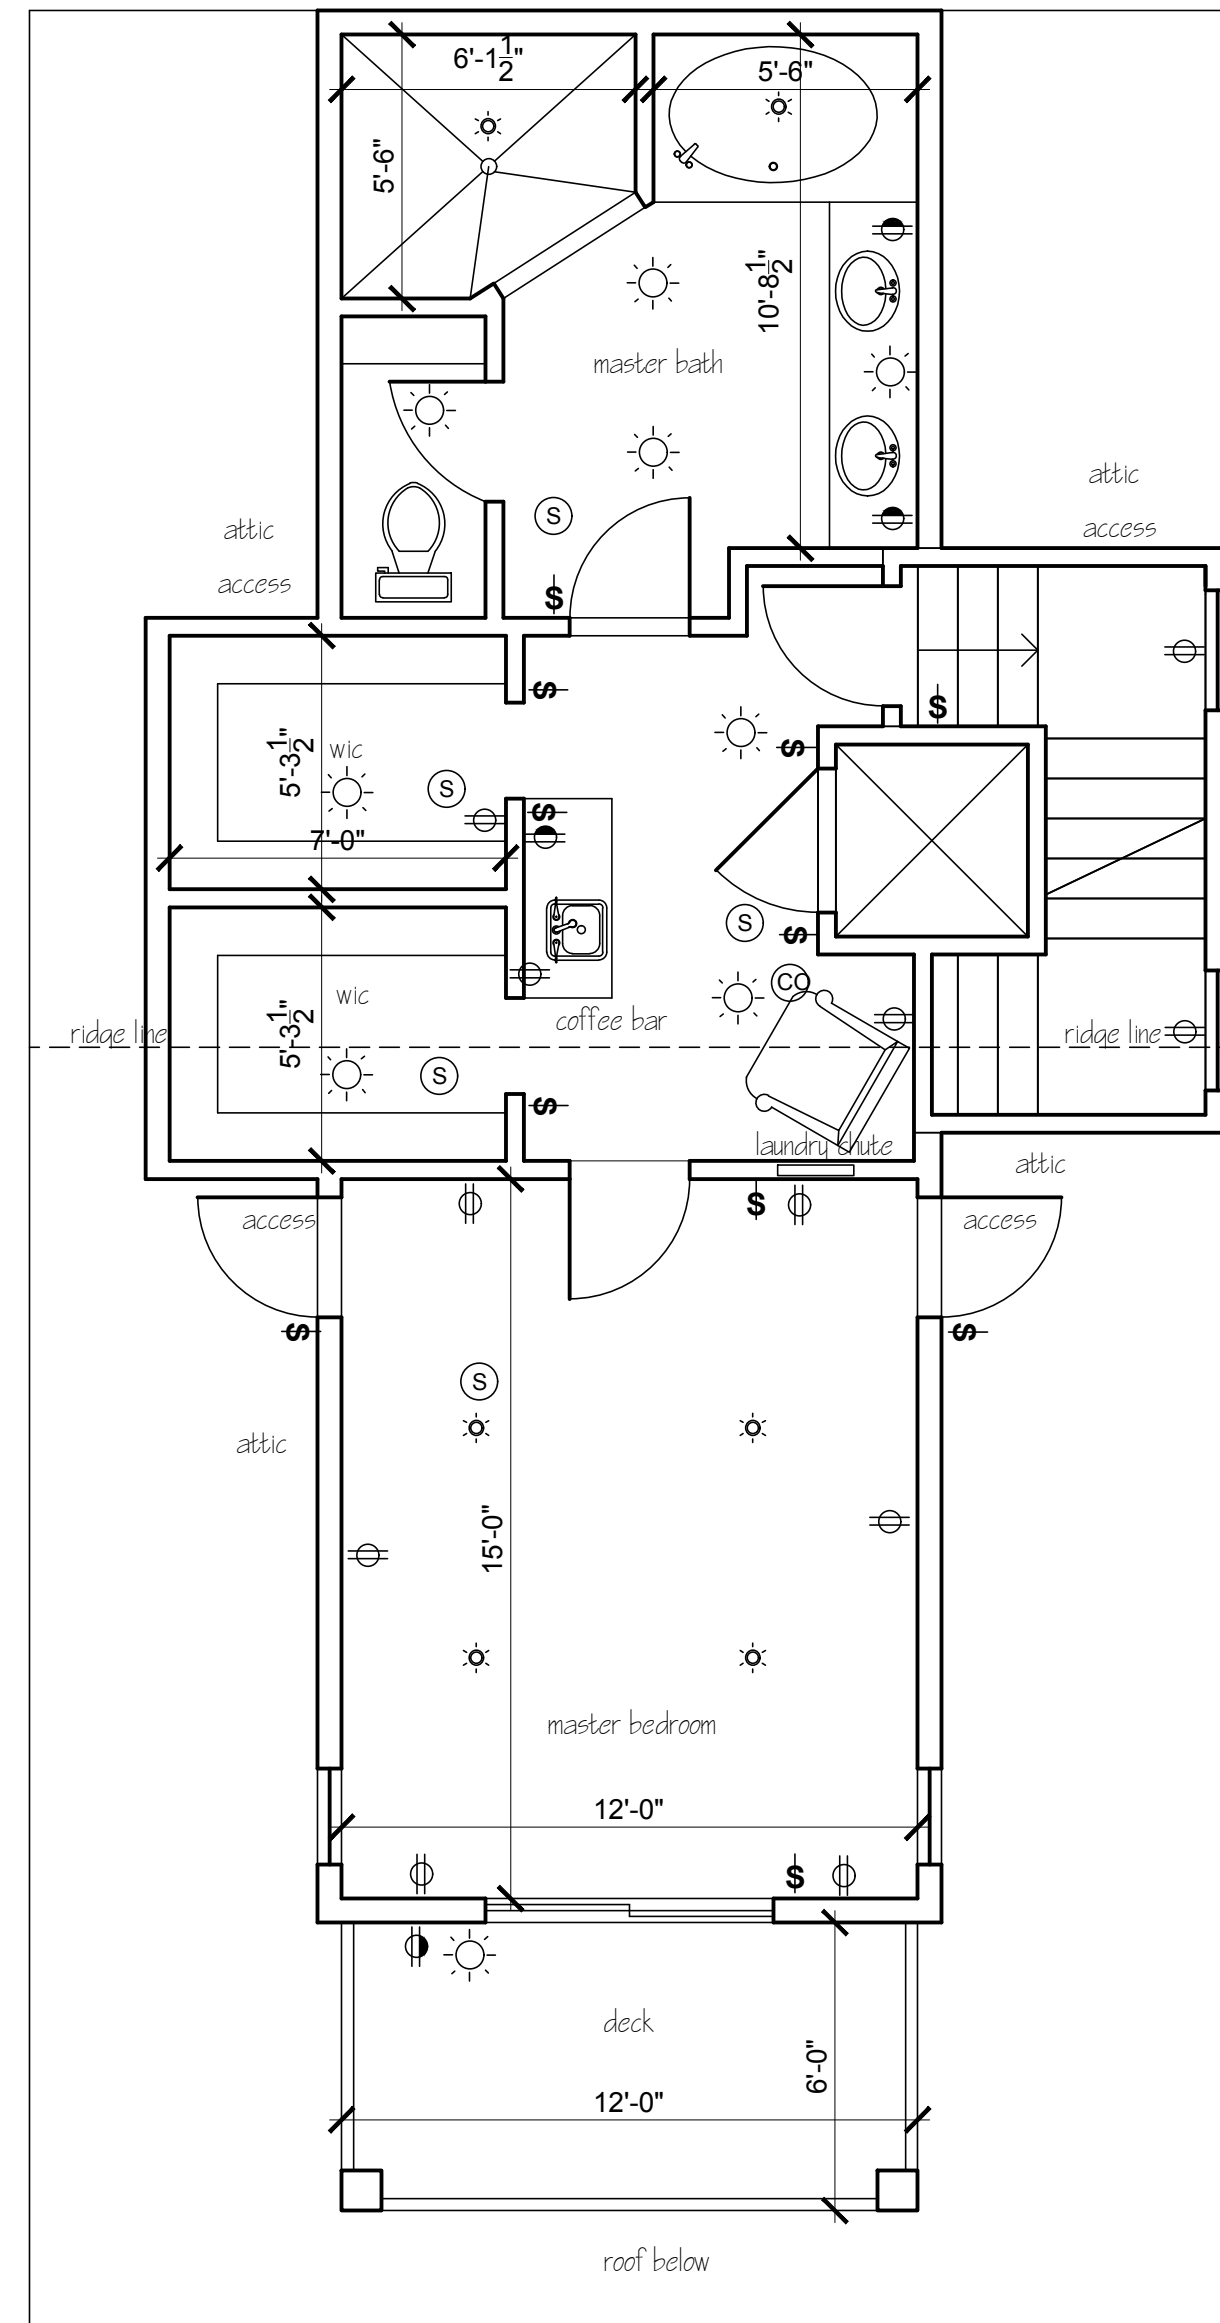 6'-1 1/2"
5'-6"
5'-6"
10'-8 1/2"
master bath
attic
access
attic
access
S
$
$
$
$
5'-3 1/2"
wic
S
7'-0"
$
S
$
CO
wic
5'-3 1/2"
coffee bar
ridge line
ridge line
S
$
laundry chute
attic
access
access
$
$
$
S
attic
15'-0"
master bedroom
12'-0"
$
deck
6'-0"
12'-0"
roof below